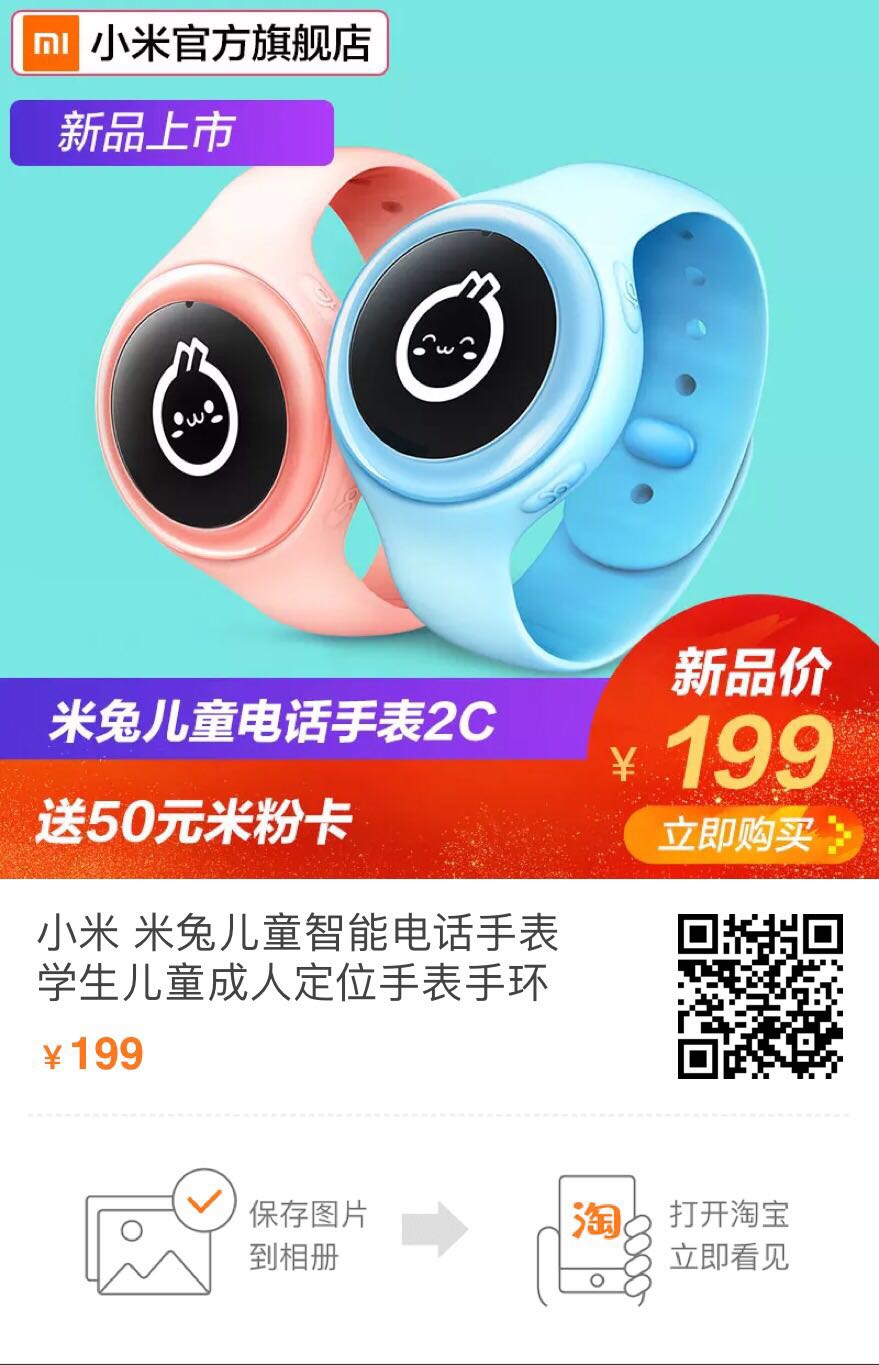 mi 小米官方旗舰店
新品上市
新品价
米兔儿童电话手表2C
¥ 199
送50元米粉卡
立即购买
小米 米兔儿童智能电话手表
学生儿童成人定位手表手环
¥ 199
保存图片
到相册
淘
打开淘宝
立即看见